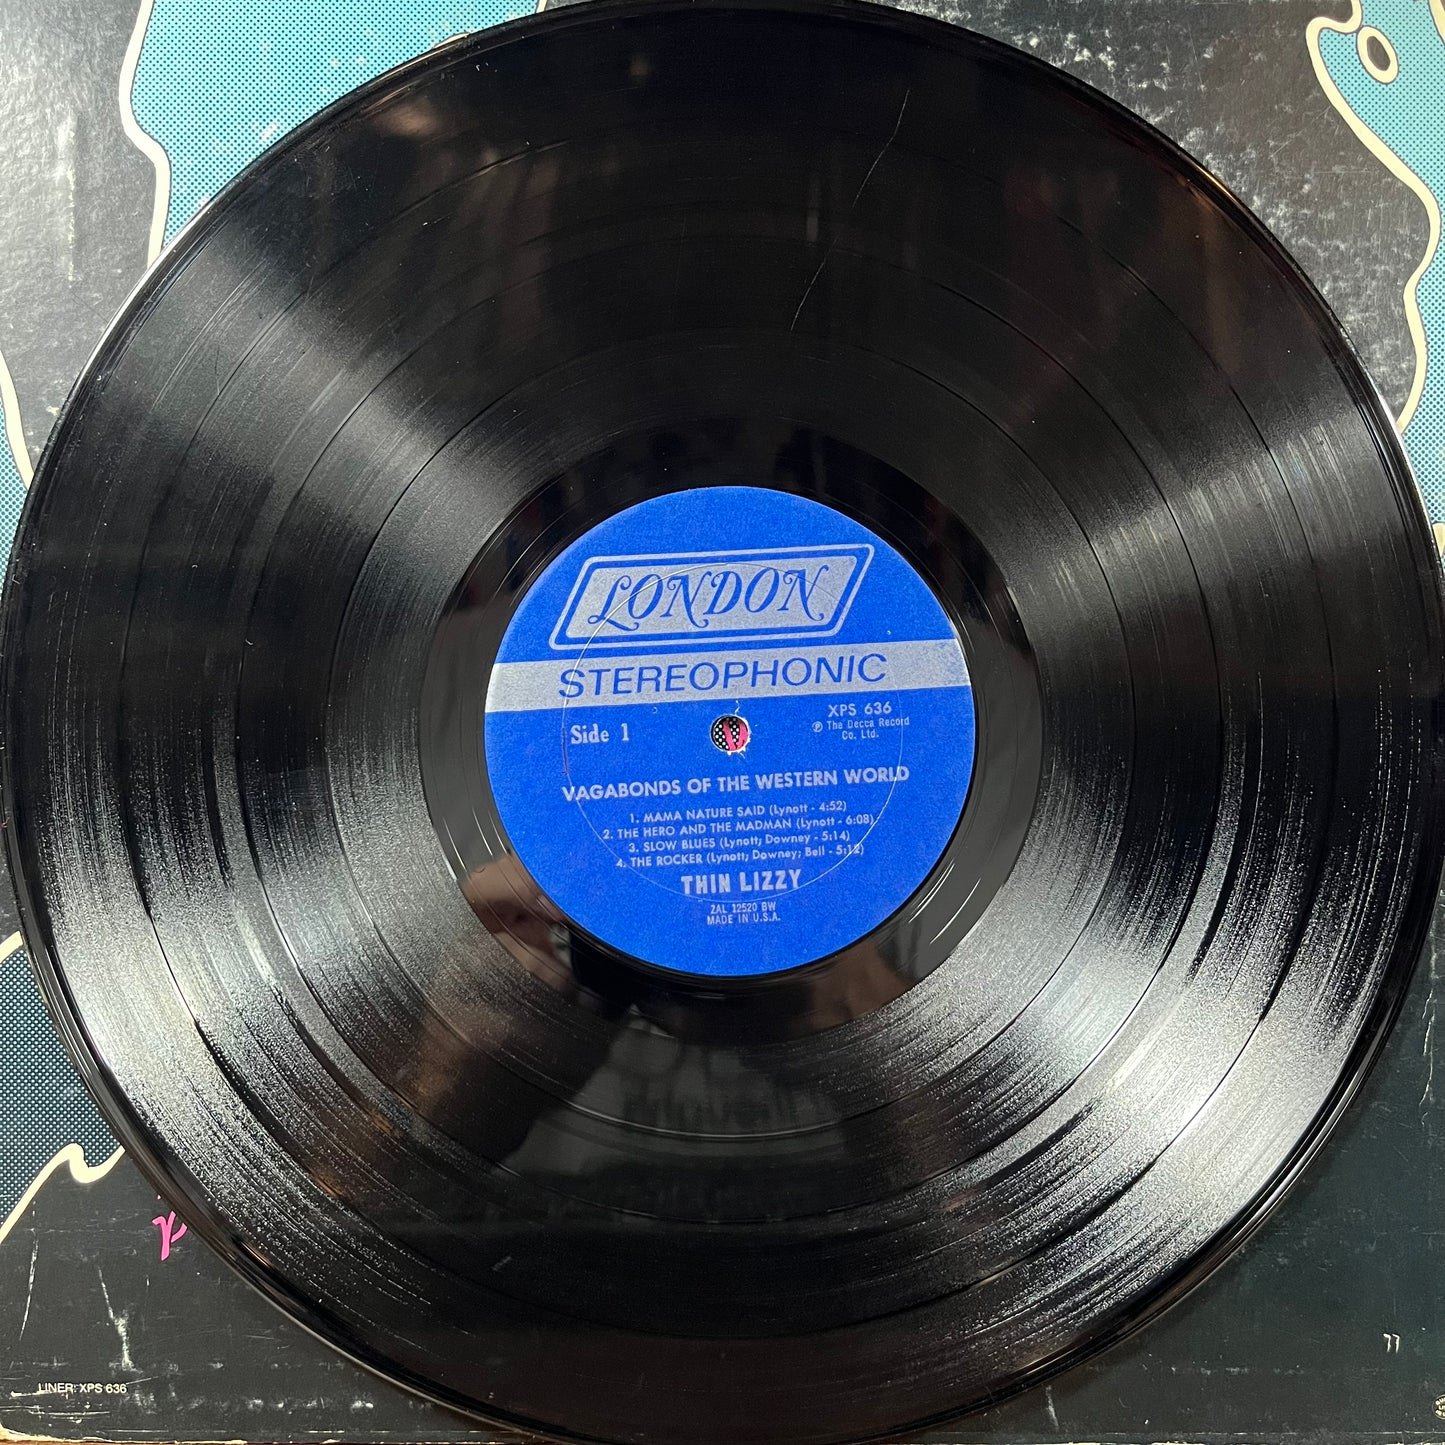 LONDON
STEREOPHONIC
Side 1
XPS 636
℗ The Decca Record
Co. Ltd.
VAGABONDS OF THE WESTERN WORLD
1. MAMA NATURE SAID (Lynott - 4:52)
2. THE HERO AND THE MADMAN (Lynott - 6:08)
3. SLOW BLUES (Lynott; Downey - 5:14)
4. THE ROCKER (Lynott; Downey; Bell - 5:12)
THIN LIZZY
ZAL 12520 BW
MADE IN U.S.A.
LINER: XPS 636
77